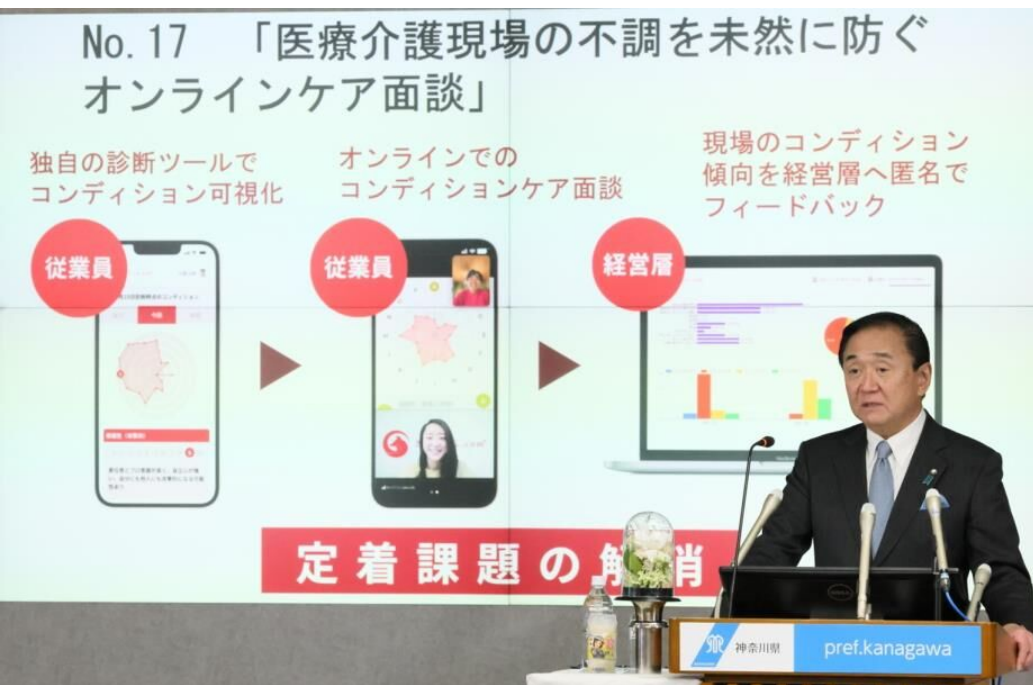 No. 17 「医療介護現場の不調を未然に防ぐ
オンラインケア面談」
独自の診断ツールで
コンディション可視化
オンラインでの
コンディションケア面談
現場のコンディション
傾向を経営層へ匿名で
フィードバック
従業員
従業員
経営層
今回
定着課題の解消
DELL
神奈川県
pref.kanagawa